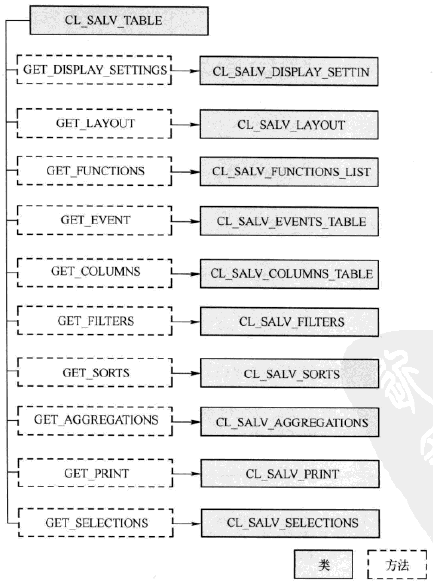 CL_SALV_TABLE
GET_DISPLAY_SETTINGS CL_SALV_DISPLAY_SETTIN
GET_LAYOUT CL_SALV_LAYOUT
GET_FUNCTIONS CL_SALV_FUNCTIONS_LIST
GET_EVENT CL_SALV_EVENTS_TABLE
GET_COLUMNS CL_SALV_COLUMNS_TABLE
GET_FILTERS CL_SALV_FILTERS
GET_SORTS CL_SALV_SORTS
GET_AGGREGATIONS CL_SALV_AGGREGATIONS
GET_PRINT CL_SALV_PRINT
GET_SELECTIONS CL_SALV_SELECTIONS
类 方法